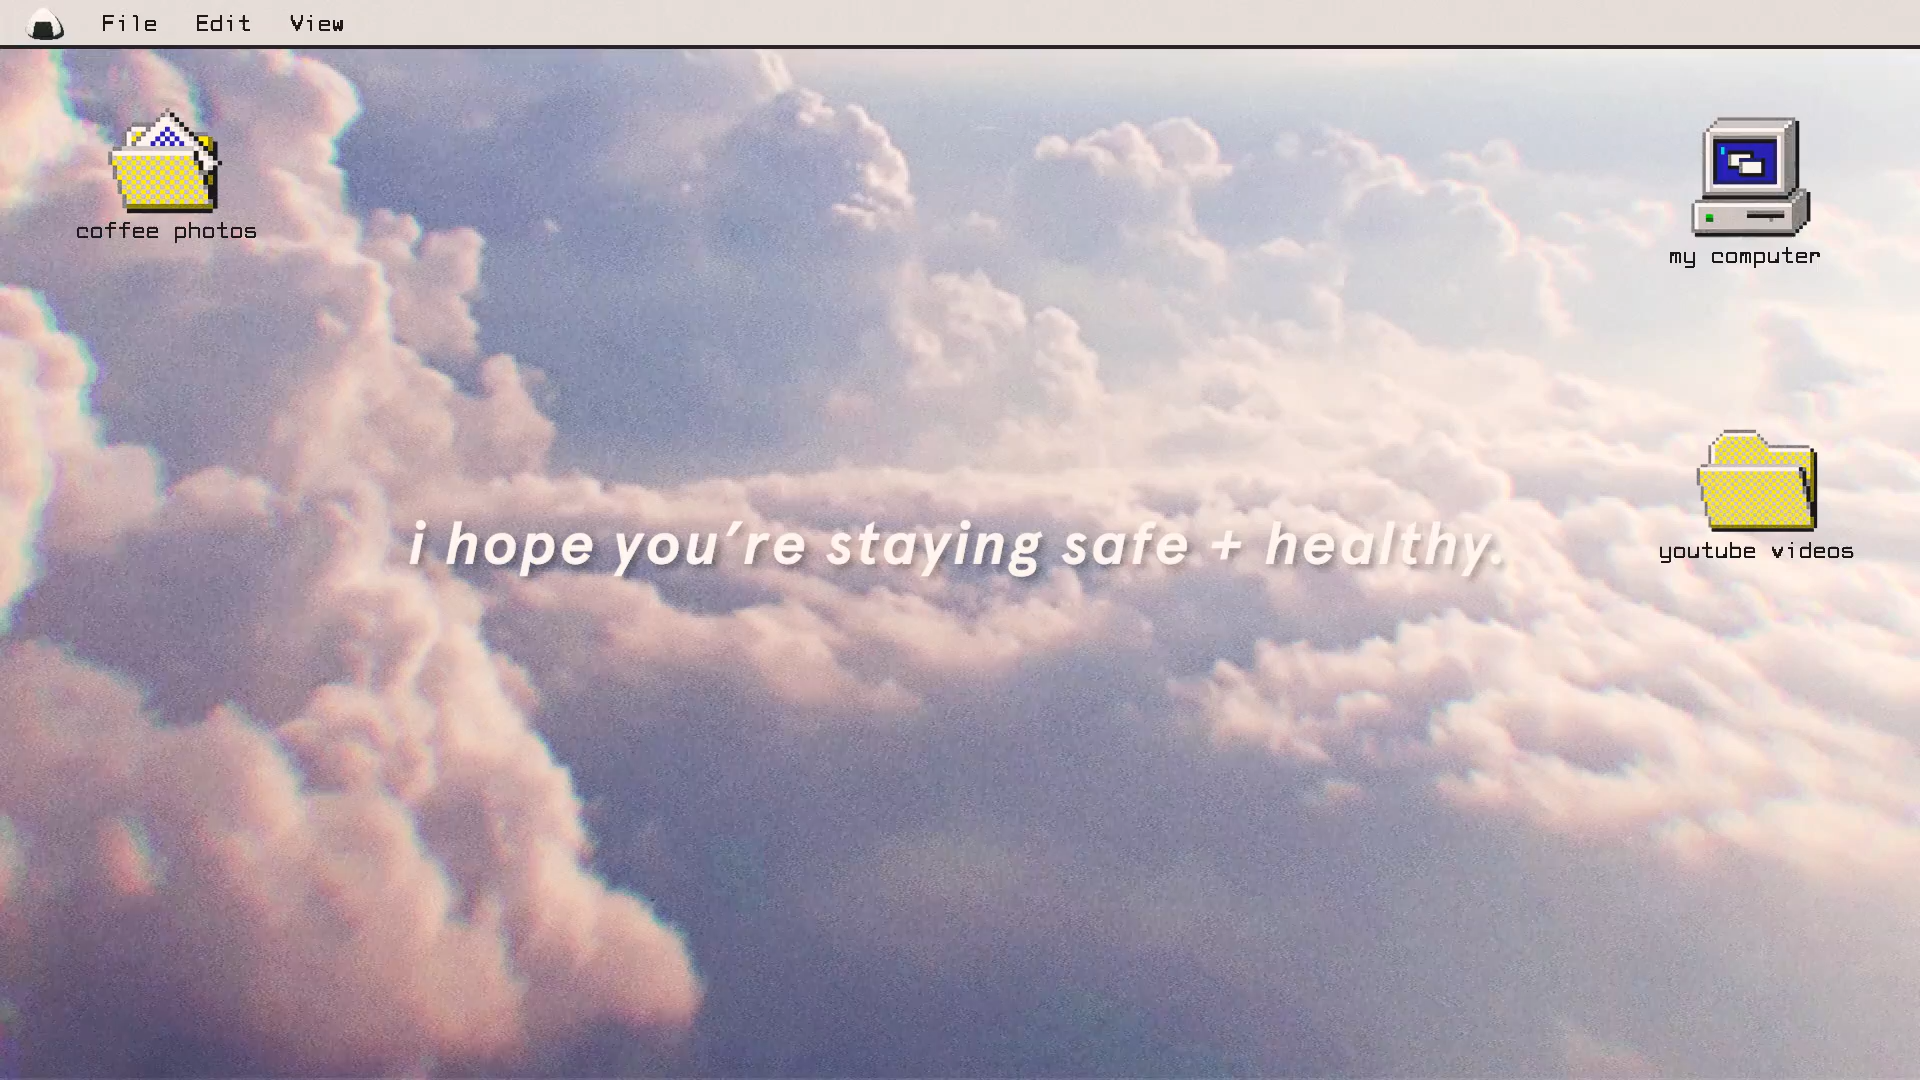 File Edit View
coffee photos
my computer
i hope you’re staying safe + healthy.
youtube videos